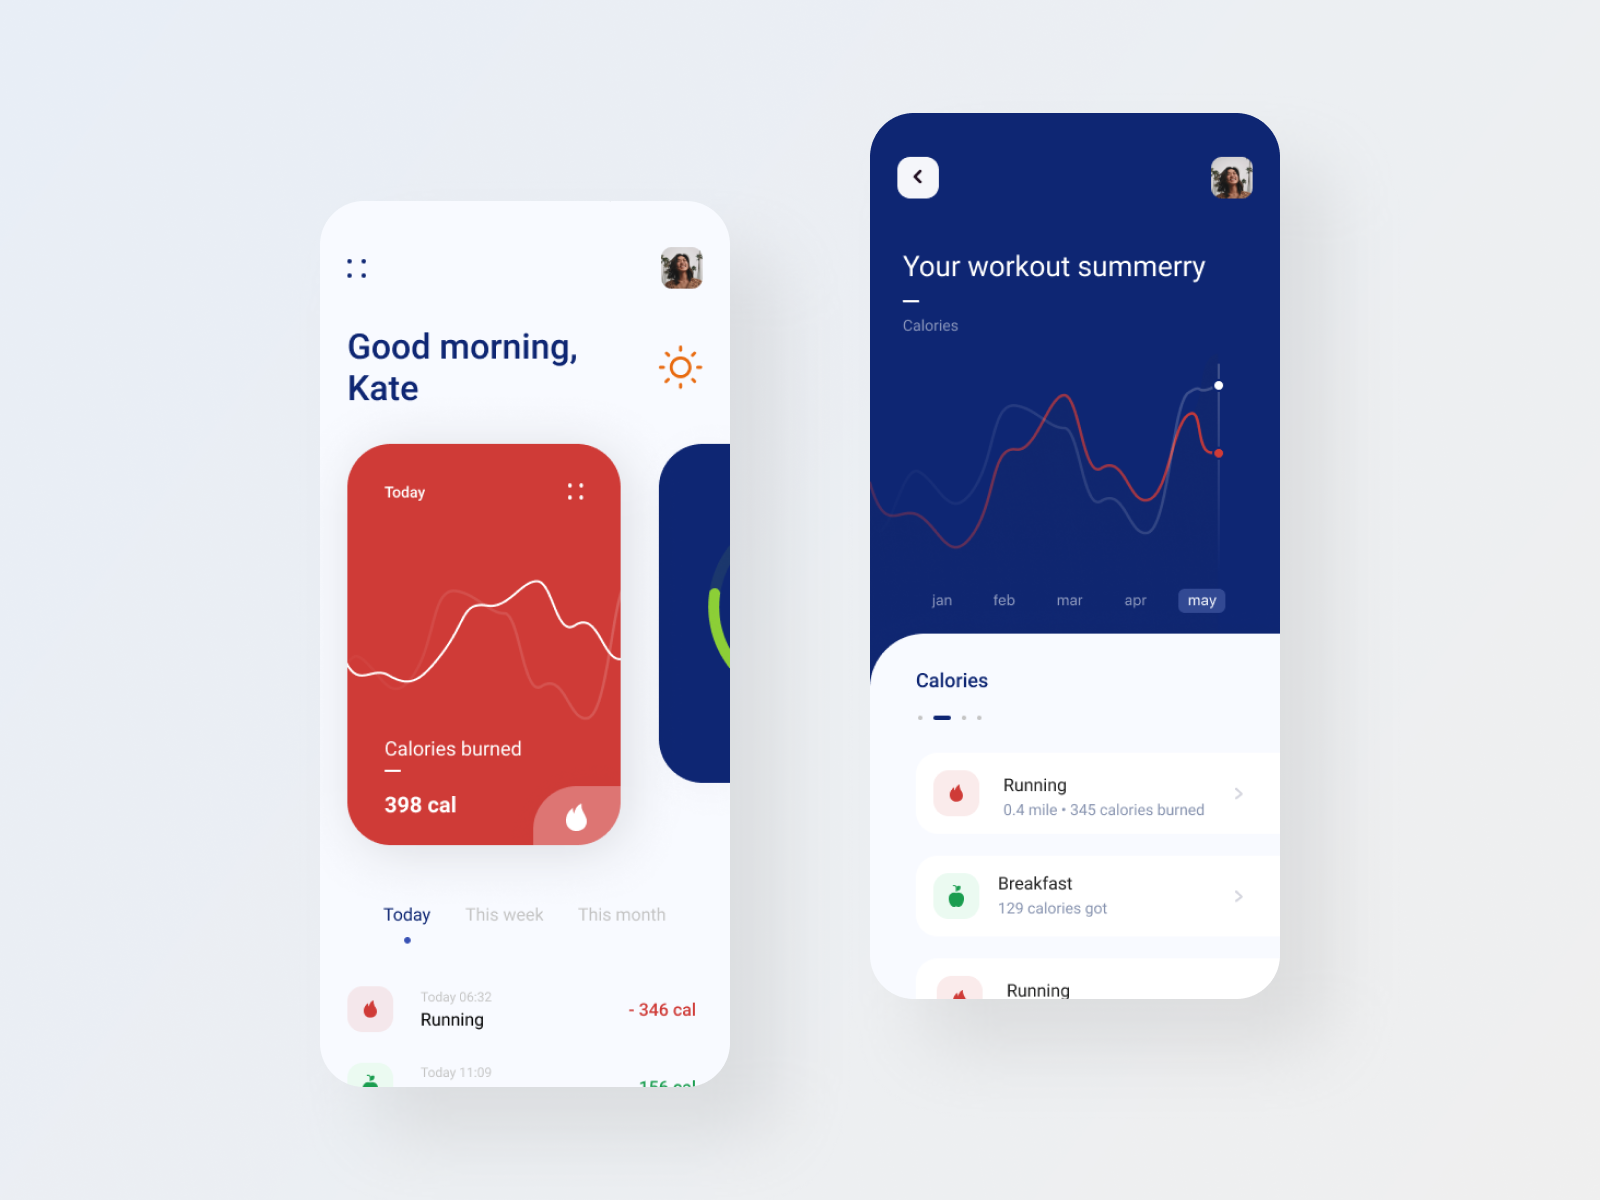 Good morning,
Kate
Today
Calories burned
398 cal
Today This week This month
Today 06:32
Running
- 346 cal
Today 11:09
156 cal
Your workout summerry
Calories
jan feb mar apr may
Calories
Running
0.4 mile • 345 calories burned
Breakfast
129 calories got
Running